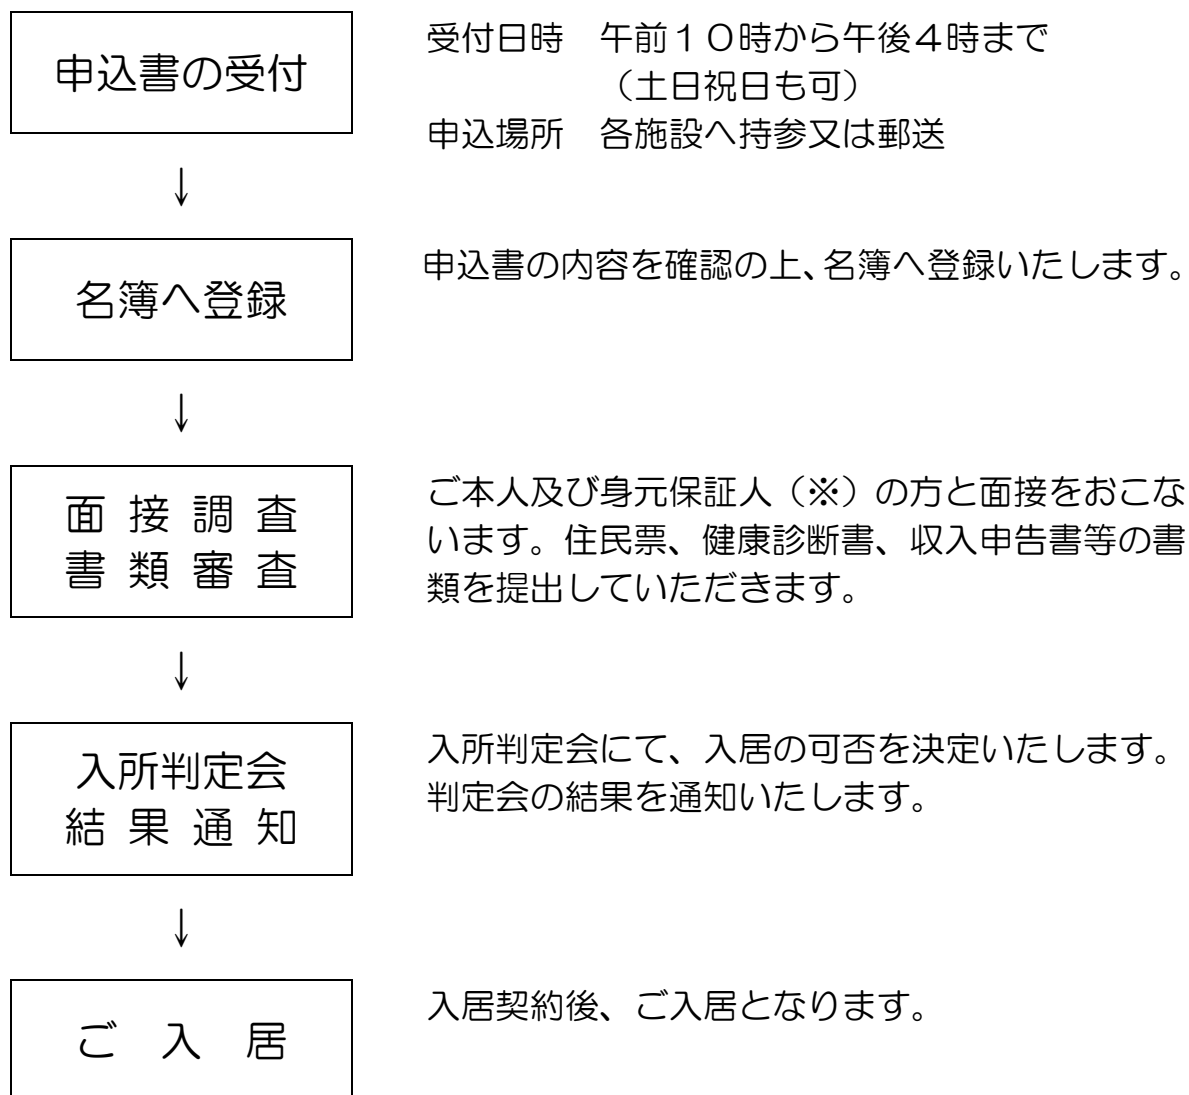 申込書の受付
受付日時　午前１０時から午後４時まで
（土日祝日も可）
申込場所　各施設へ持参又は郵送
↓
名簿へ登録
申込書の内容を確認の上、名簿へ登録いたします。
↓
面 接 調 査
書 類 審 査
ご本人及び身元保証人（※）の方と面接をおこな
います。住民票、健康診断書、収入申告書等の書
類を提出していただきます。
↓
入所判定会
結 果 通 知
入所判定会にて、入居の可否を決定いたします。
判定会の結果を通知いたします。
↓
ご　入　居
入居契約後、ご入居となります。